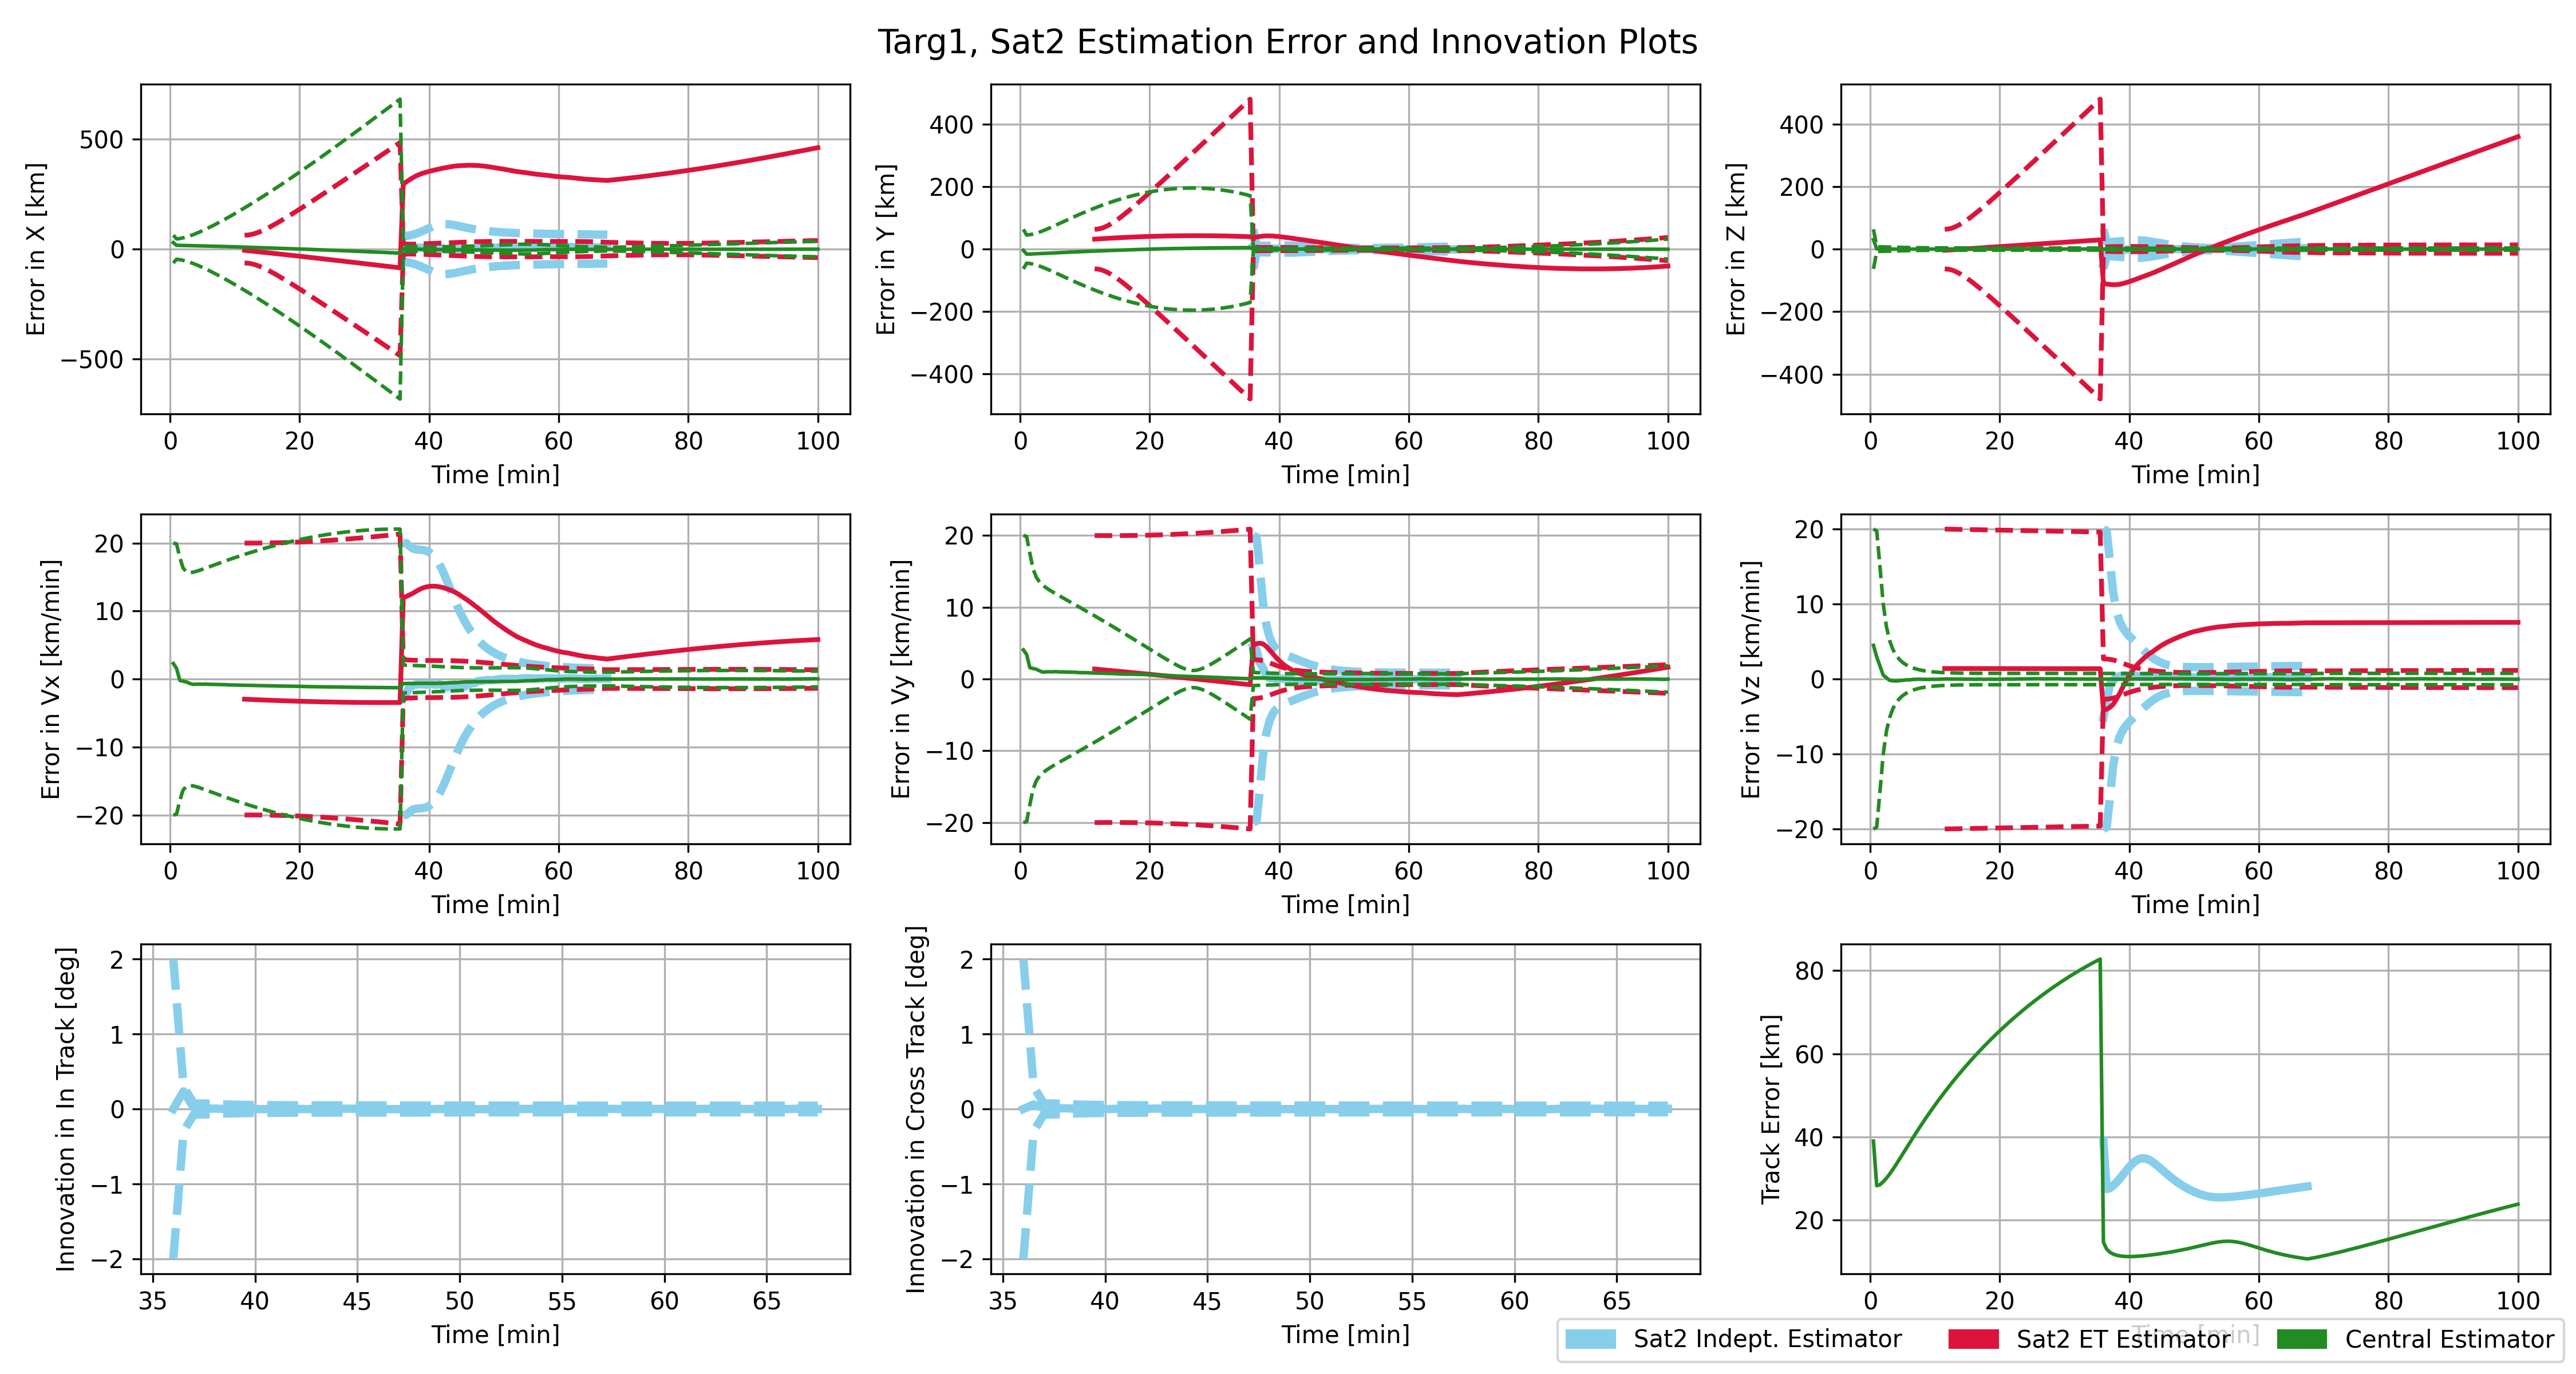 Targ1, Sat2 Estimation Error and Innovation Plots
Error in X [km]
500
0
−500
0 20 40 60 80 100
Time [min]
Error in Y [km]
400
200
0
−200
−400
0 20 40 60 80 100
Time [min]
Error in Z [km]
400
200
0
−200
−400
0 20 40 60 80 100
Time [min]
Error in Vx [km/min]
20
10
0
−10
−20
0 20 40 60 80 100
Time [min]
Error in Vy [km/min]
20
10
0
−10
−20
0 20 40 60 80 100
Time [min]
Error in Vz [km/min]
20
10
0
−10
−20
0 20 40 60 80 100
Time [min]
Innovation in In Track [deg]
2
1
0
−1
−2
35 40 45 50 55 60 65
Time [min]
Innovation in Cross Track [deg]
2
1
0
−1
−2
35 40 45 50 55 60 65
Time [min]
Track Error [km]
80
60
40
20
0 20 40 60 80 100
Time [min]
Sat2 Indept. Estimator
Sat2 ET Estimator
Central Estimator